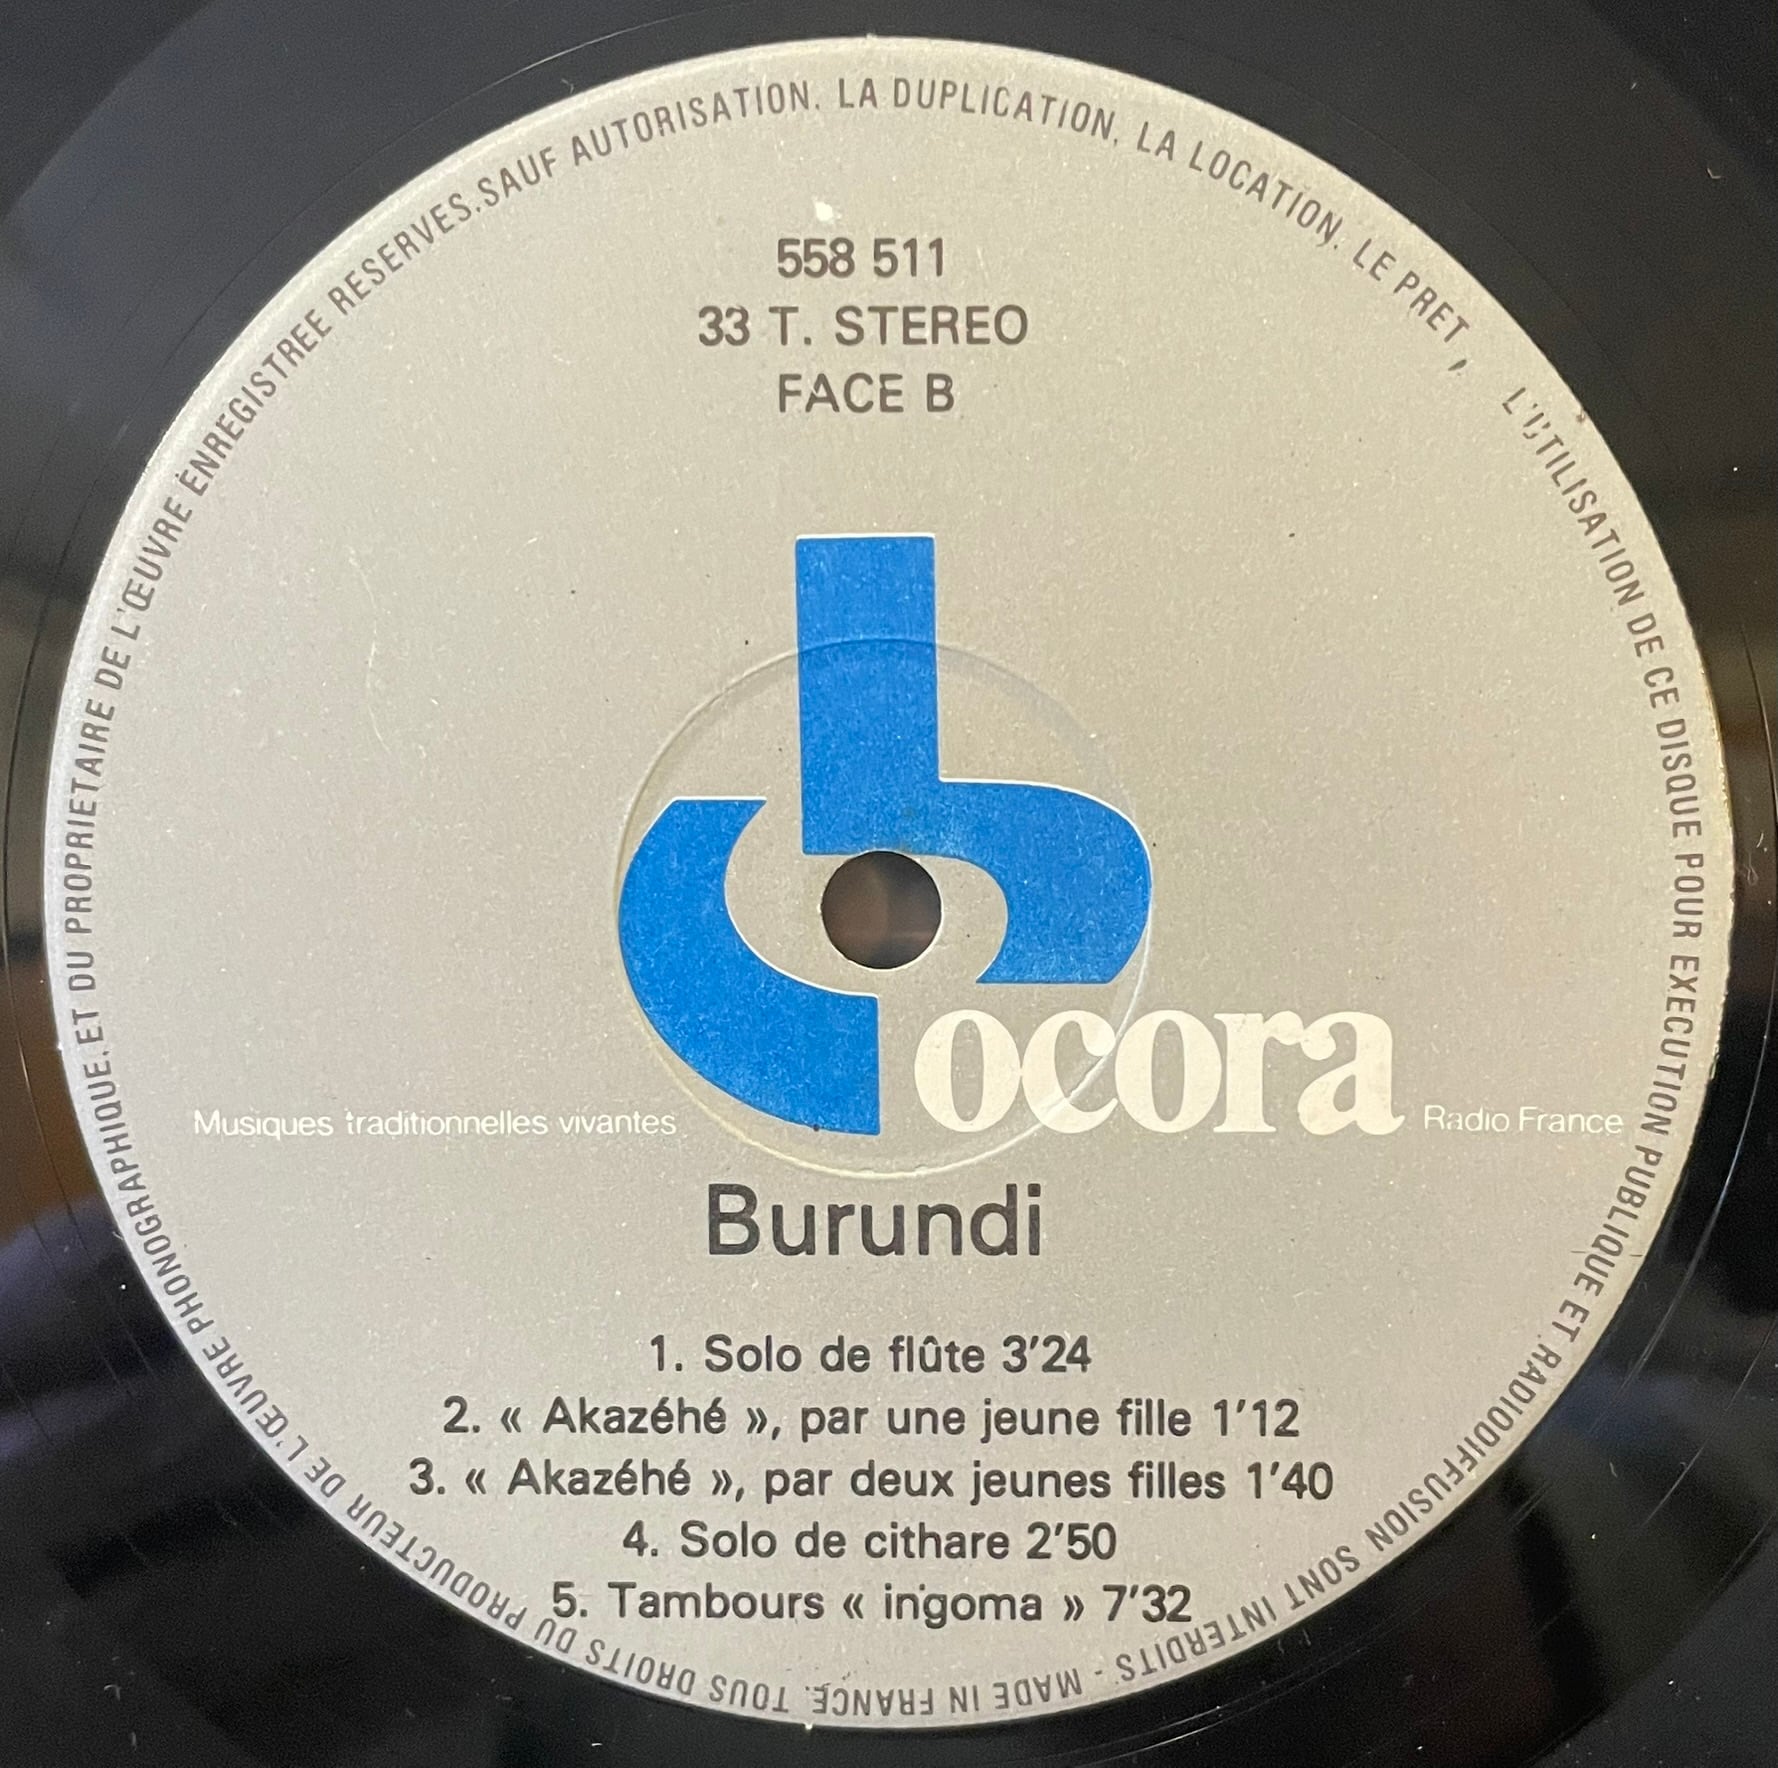 558 511
33 T. STEREO
FACE B
ocora
Musiques traditionnelles vivantes
Radio France
Burundi
1. Solo de flûte 3'24
2. « Akazéhé », par une jeune fille 1'12
3. « Akazéhé », par deux jeunes filles 1'40
4. Solo de cithare 2'50
5. Tambours « ingoma » 7'32
TOUS DROITS DU PRODUCTEUR DE L'ŒUVRE PHONOGRAPHIQUE. ET DU PROPRIETAIRE DE L'ŒUVRE ENREGISTREE RESERVES. SAUF AUTORISATION. LA DUPLICATION. LA LOCATION. LE PRET, L'UTILISATION DE CE DISQUE POUR EXECUTION PUBLIQUE ET RADIODIFFUSION SONT INTERDITS - MADE IN FRANCE.